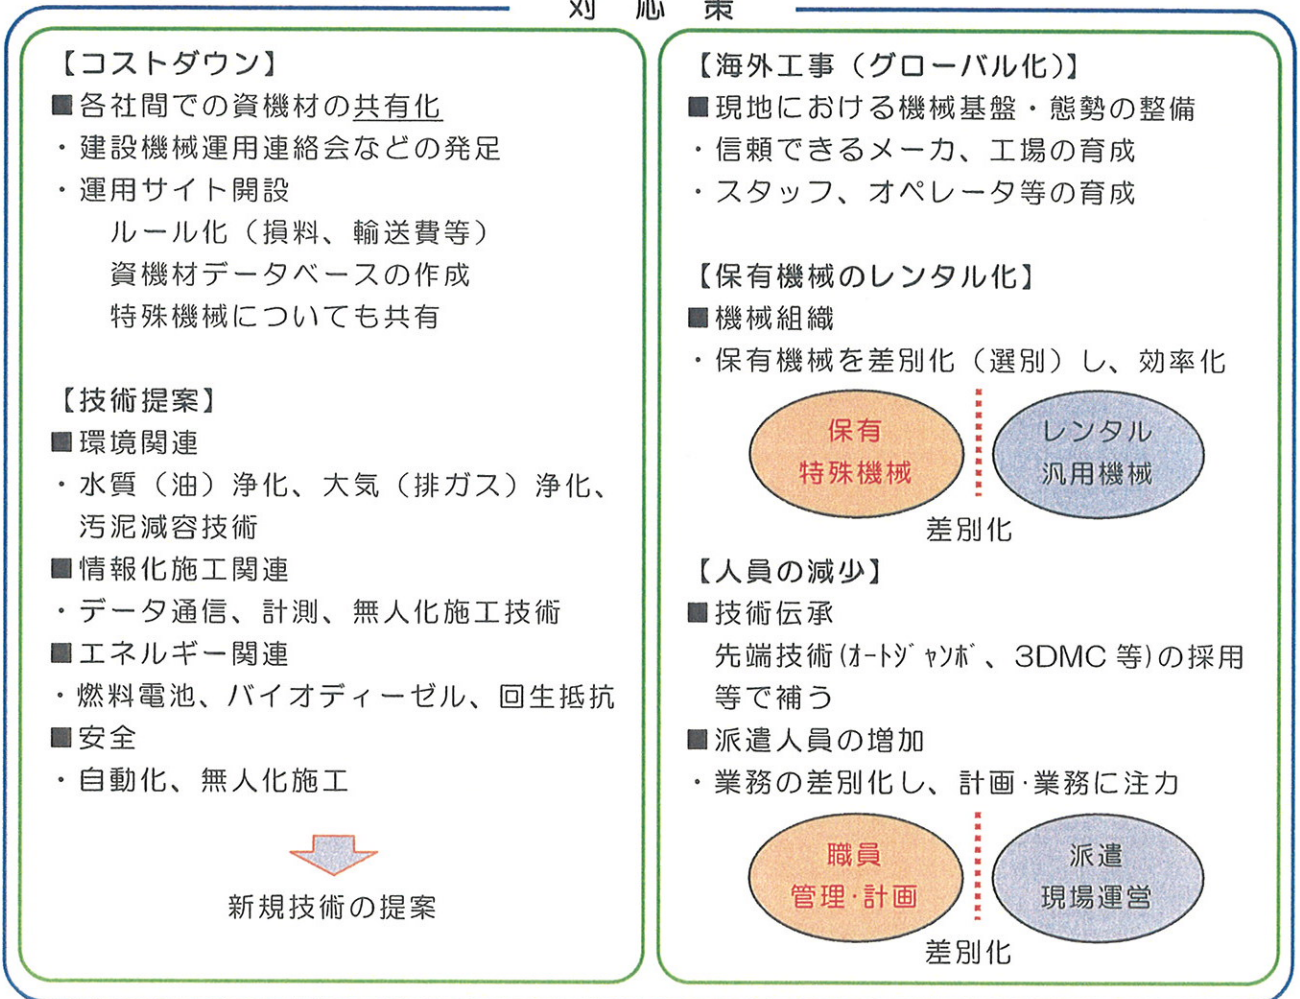 対応策
【コストダウン】
■各社間での資機材の共有化
・建設機械運用連絡会などの発足
・運用サイト開設
ルール化（損料、輸送費等）
資機材データベースの作成
特殊機械についても共有
【技術提案】
■環境関連
・水質（油）浄化、大気（排ガス）浄化、
汚泥減容技術
■情報化施工関連
・データ通信、計測、無人化施工技術
■エネルギー関連
・燃料電池、バイオディーゼル、回生抵抗
■安全
・自動化、無人化施工
新規技術の提案
【海外工事（グローバル化）】
■現地における機械基盤・態勢の整備
・信頼できるメーカ、工場の育成
・スタッフ、オペレータ等の育成
【保有機械のレンタル化】
■機械組織
・保有機械を差別化（選別）し、効率化
保有
特殊機械
レンタル
汎用機械
差別化
【人員の減少】
■技術伝承
先端技術(ｵｰﾄｼﾞｬﾝﾎﾞ、3DMC 等)の採用
等で補う
■派遣人員の増加
・業務の差別化し、計画･業務に注力
職員
管理･計画
派遣
現場運営
差別化